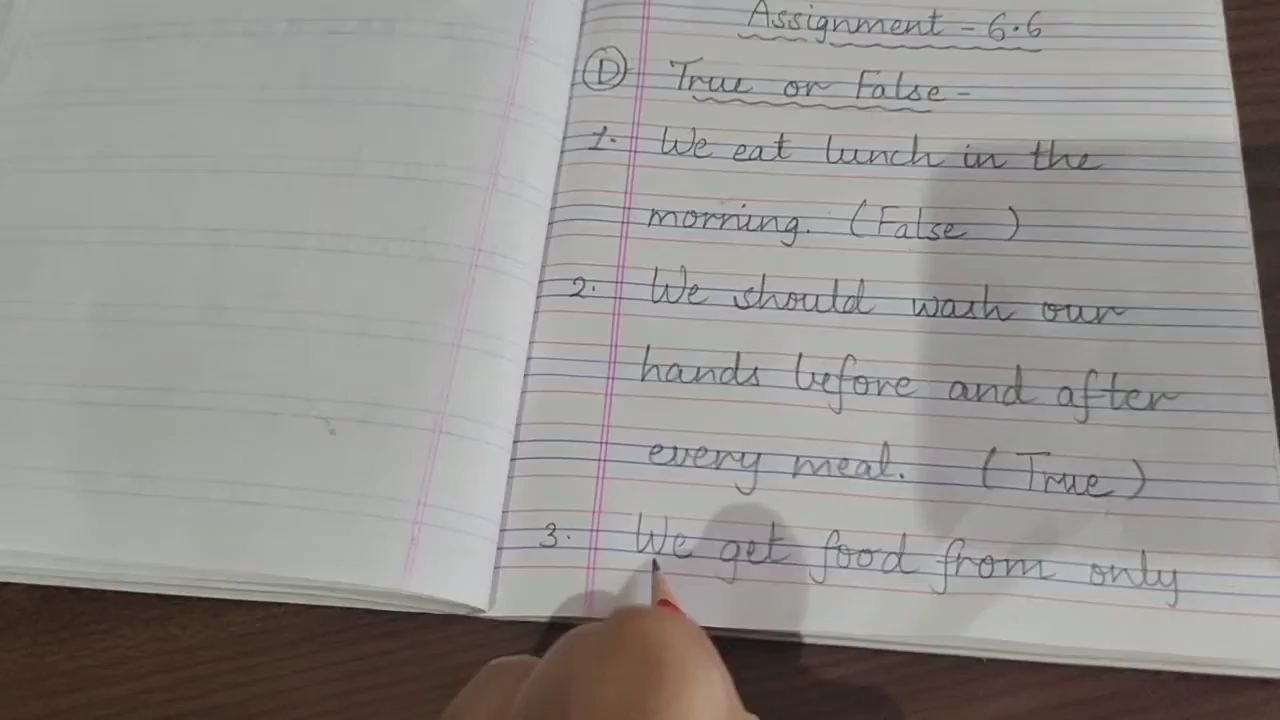 Assignment - 6.6
D True or False -
1. We eat lunch in the
morning. (False )
2. We should wash our
hands before and after
every meal. (True)
3. We get food from only